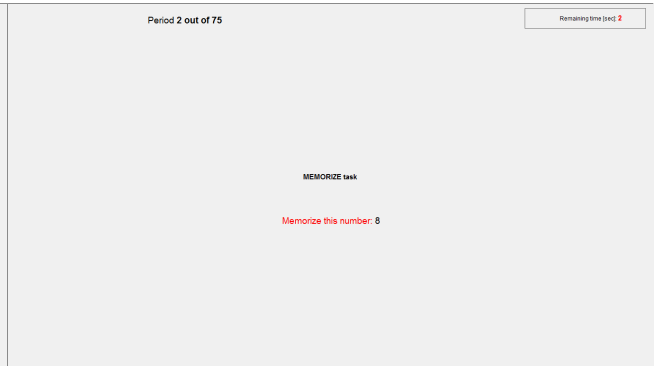 Period 2 out of 75
Remaining time [sec]: 2
MEMORIZE task
Memorize this number: 8